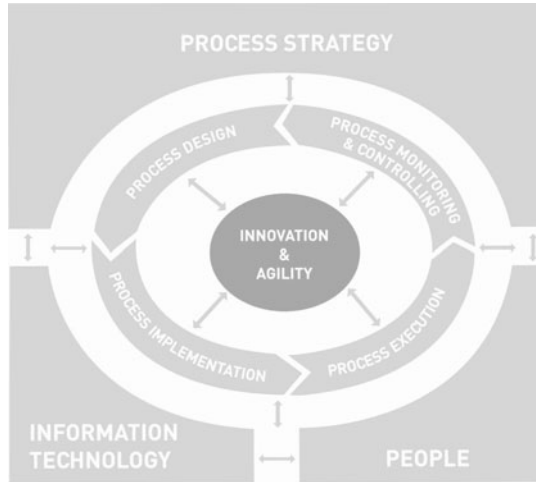 PROCESS STRATEGY
PROCESS DESIGN
PROCESS MONITORING
& CONTROLLING
INNOVATION
&
AGILITY
PROCESS IMPLEMENTATION
PROCESS EXECUTION
INFORMATION
TECHNOLOGY
PEOPLE